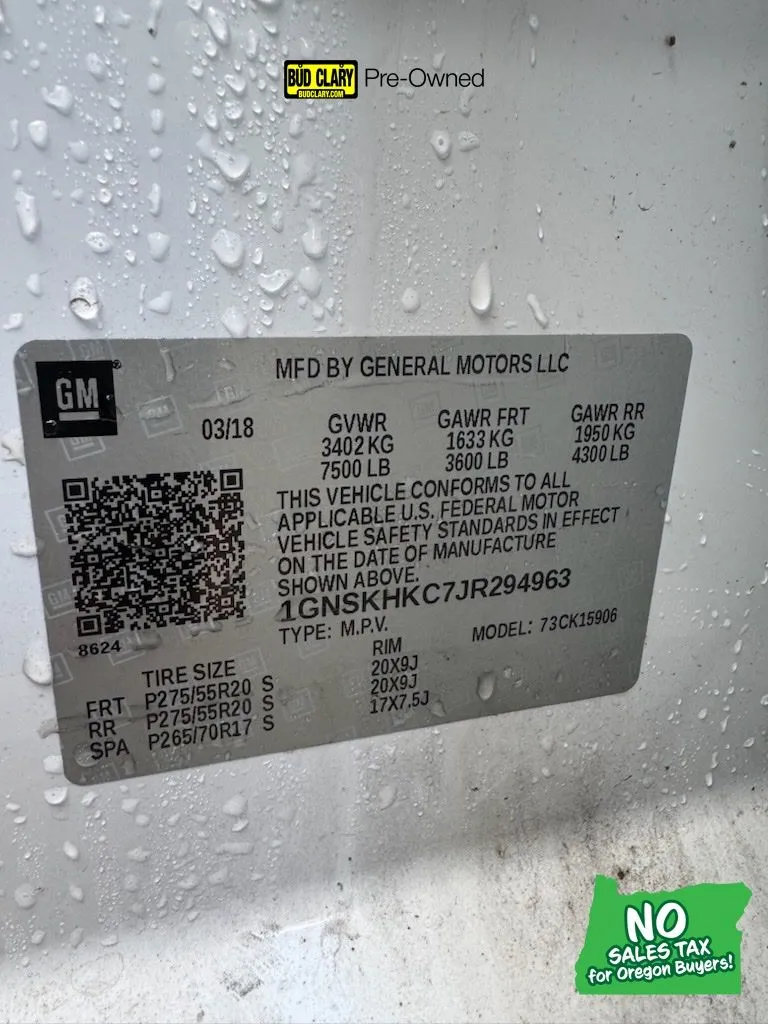 BUD CLARY Pre-Owned
BUDCLARY.COM
GM
MFD BY GENERAL MOTORS LLC
03/18 GVWR GAWR FRT GAWR RR
3402 KG 1633 KG 1950 KG
7500 LB 3600 LB 4300 LB
THIS VEHICLE CONFORMS TO ALL
APPLICABLE U.S. FEDERAL MOTOR
VEHICLE SAFETY STANDARDS IN EFFECT
ON THE DATE OF MANUFACTURE
SHOWN ABOVE.
1GNSKHKC7JR294963
TYPE: M.P.V. MODEL: 73CK15906
8624
TIRE SIZE RIM
FRT P275/55R20 S 20X9J
RR P275/55R20 S 20X9J
SPA P265/70R17 S 17X7.5J
NO
SALES TAX
for Oregon Buyers!